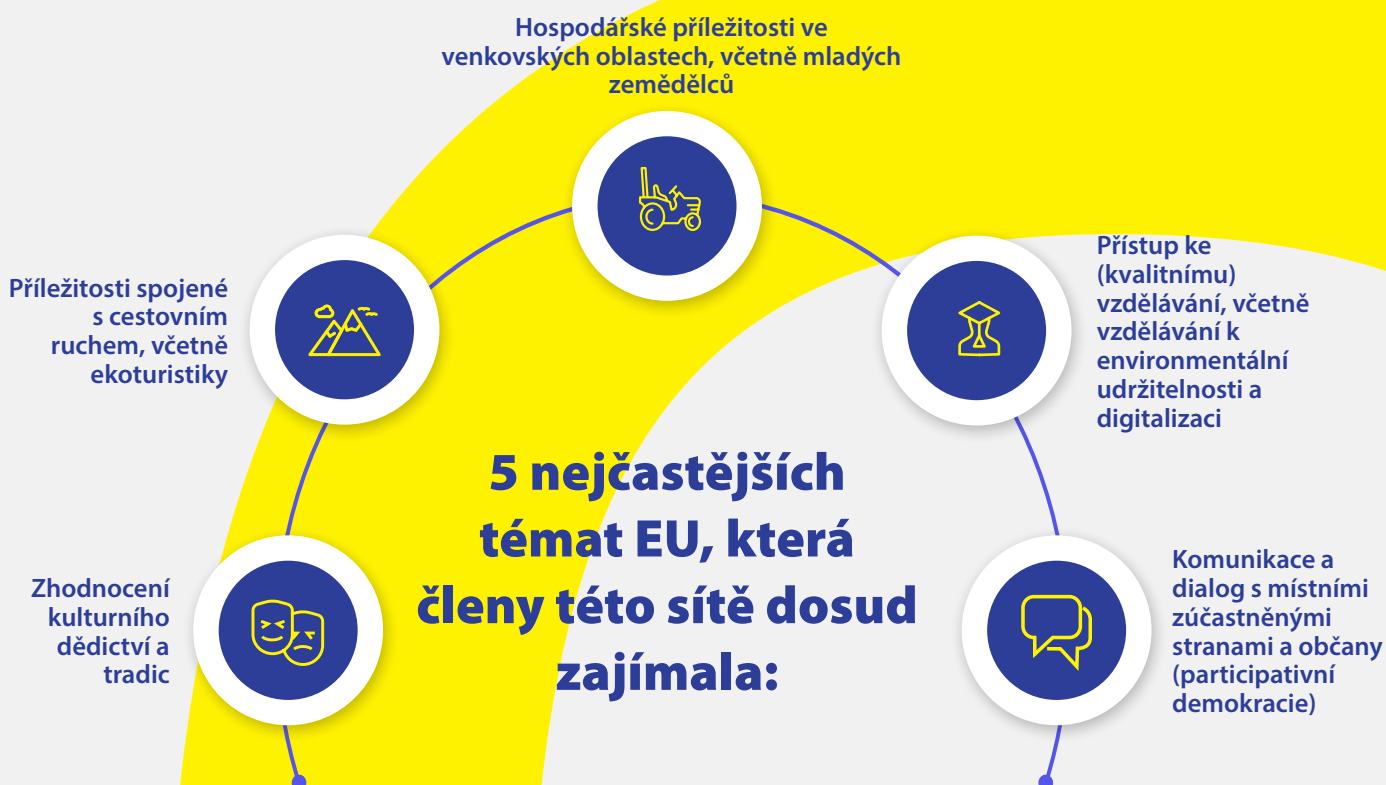 Hospodářské příležitosti ve
venkovských oblastech, včetně mladých
zemědělců
Příležitosti spojené
s cestovním
ruchem, včetně
ekoturistiky
Přístup ke
(kvalitnímu)
vzdělávání, včetně
vzdělávání k
environmentální
udržitelnosti a
digitalizaci
5 nejčastějších
témat EU, která
členy této sítě dosud
zajímala:
Zhodnocení
kulturního
dědictví a
tradic
Komunikace a
dialog s místními
zúčastněnými
stranami a občany
(participativní
demokracie)